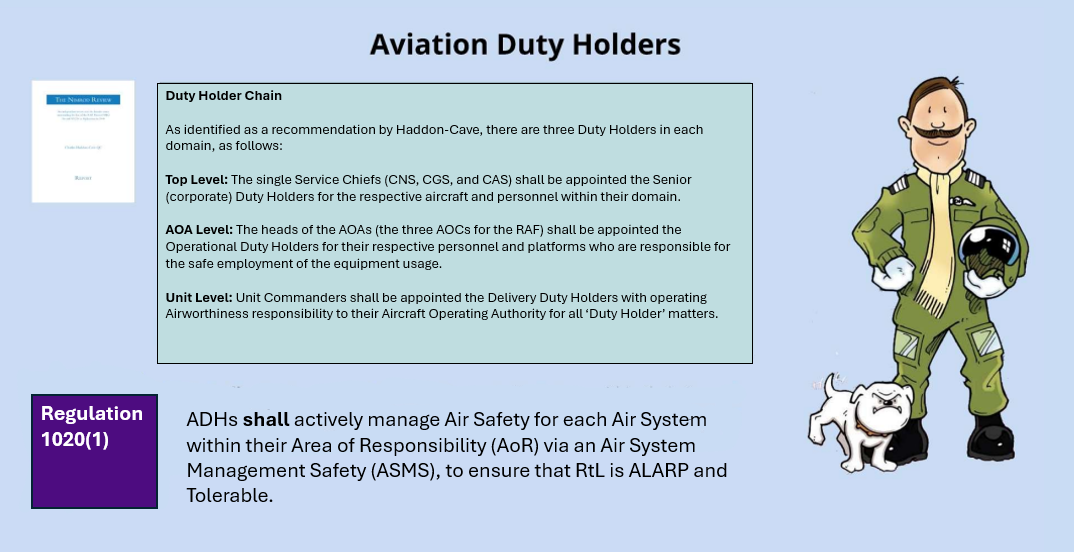 Aviation Duty Holders
THE NIMROD REVIEW
Duty Holder Chain
As identified as a recommendation by Haddon-Cave, there are three Duty Holders in each
domain, as follows:
Top Level: The single Service Chiefs (CNS, CGS, and CAS) shall be appointed the Senior
(corporate) Duty Holders for the respective aircraft and personnel within their domain.
AOA Level: The heads of the AOAs (the three AOCs for the RAF) shall be appointed the
Operational Duty Holders for their respective personnel and platforms who are responsible for
the safe employment of the equipment usage.
Unit Level: Unit Commanders shall be appointed the Delivery Duty Holders with operating
Airworthiness responsibility to their Aircraft Operating Authority for all ‘Duty Holder’ matters.
Regulation
1020(1)
ADHs shall actively manage Air Safety for each Air System
within their Area of Responsibility (AoR) via an Air System
Management Safety (ASMS), to ensure that RtL is ALARP and
Tolerable.